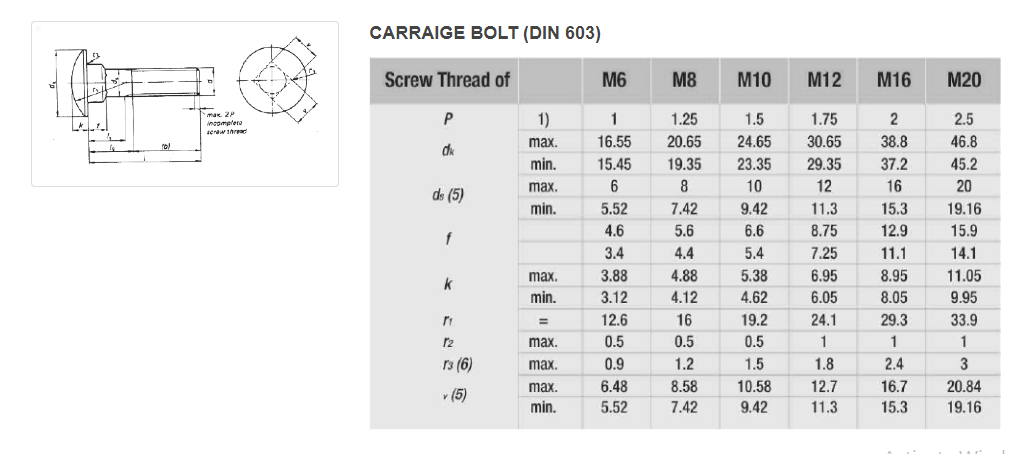 CARRAIGE BOLT (DIN 603)
Screw Thread of M6 M8 M10 M12 M16 M20
P 1) 1 1.25 1.5 1.75 2 2.5
dk max. 16.55 20.65 24.65 30.65 38.8 46.8
min. 15.45 19.35 23.35 29.35 37.2 45.2
ds (5) max. 6 8 10 12 16 20
min. 5.52 7.42 9.42 11.3 15.3 19.16
f 4.6 5.6 6.6 8.75 12.9 15.9
3.4 4.4 5.4 7.25 11.1 14.1
k max. 3.88 4.88 5.38 6.95 8.95 11.05
min. 3.12 4.12 4.62 6.05 8.05 9.95
r1 = 12.6 16 19.2 24.1 29.3 33.9
r2 max. 0.5 0.5 0.5 1 1 1
r3 (6) max. 0.9 1.2 1.5 1.8 2.4 3
v (5) max. 6.48 8.58 10.58 12.7 16.7 20.84
min. 5.52 7.42 9.42 11.3 15.3 19.16
max. 2P
incomplete
screw thread
k f
(b)
l